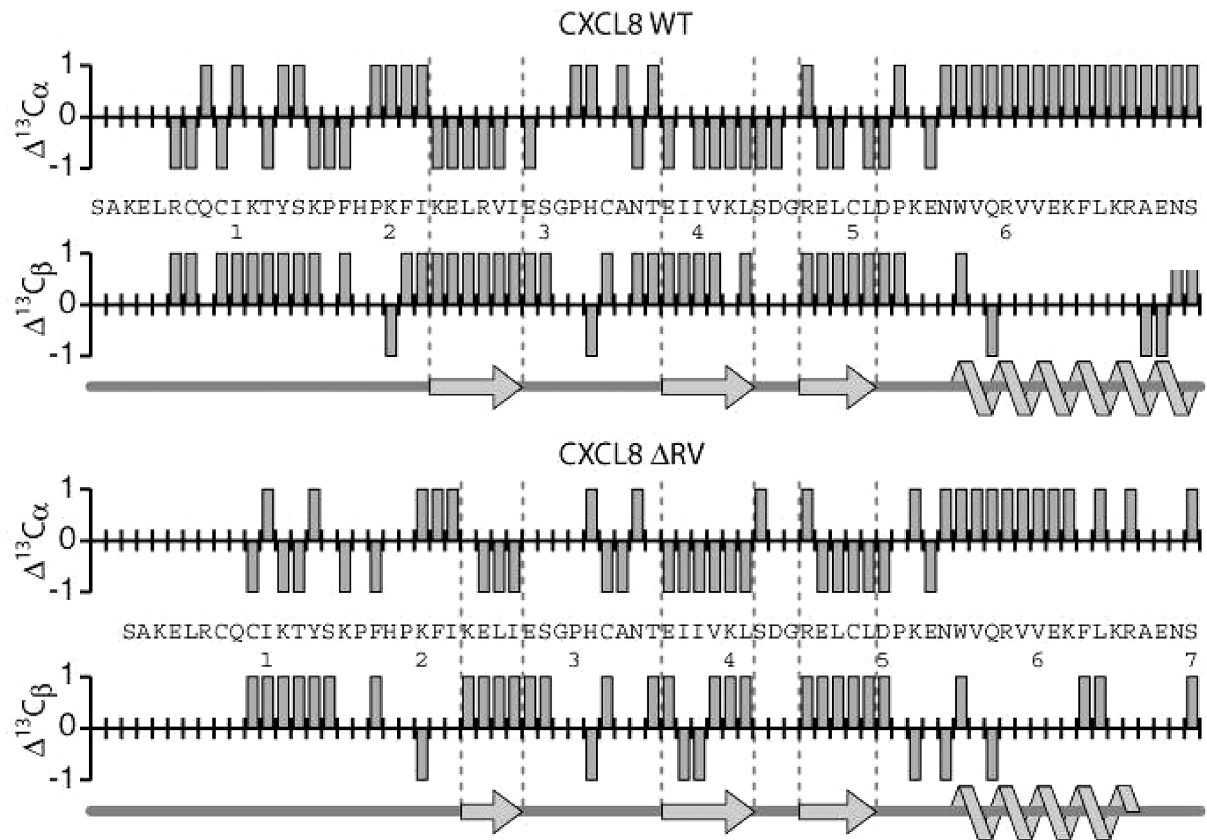 CXCL8 WT
1
0
-1
Δ¹³Cα
SAKELRCQCIKTYSKPFHPKFIKELRVIESGPHCANTEIIVKLSDGRELCLDPKENWVQRVVEKFLKRAENS
1 2 3 4 5 6
1
0
-1
Δ¹³Cβ
CXCL8 ΔRV
1
0
-1
Δ¹³Cα
SAKELRCQCIKTYSKPFHPKFIKELIESGPHCANTEIIVKLSDGRELCLDPKENWVQRVVEKFLKRAENS
1 2 3 4 5 6 7
1
0
-1
Δ¹³Cβ